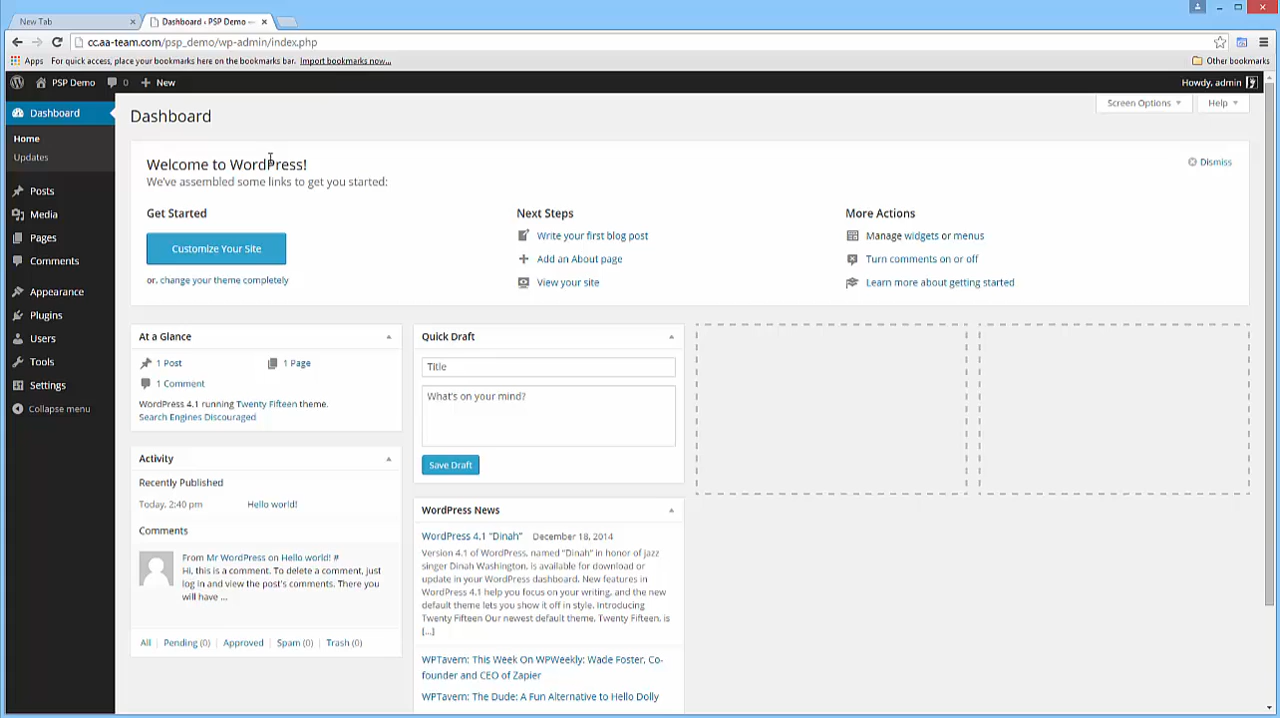 New Tab
Dashboard ‹ PSP Demo —
cc.aa-team.com/psp_demo/wp-admin/index.php
Apps For quick access, place your bookmarks here on the bookmarks bar. Import bookmarks now...
Other bookmarks
PSP Demo 0 + New
Howdy, admin
Dashboard
Home
Updates
Posts
Media
Pages
Comments
Appearance
Plugins
Users
Tools
Settings
Collapse menu
Screen Options
Help
Dashboard
Welcome to WordPress!
We've assembled some links to get you started:
Dismiss
Get Started
Customize Your Site
or, change your theme completely
Next Steps
Write your first blog post
Add an About page
View your site
More Actions
Manage widgets or menus
Turn comments on or off
Learn more about getting started
At a Glance
1 Post
1 Page
1 Comment
WordPress 4.1 running Twenty Fifteen theme.
Search Engines Discouraged
Activity
Recently Published
Today, 2:40 pm Hello world!
Comments
From Mr WordPress on Hello world! #
Hi, this is a comment. To delete a comment, just
log in and view the post's comments. There you
will have ...
All | Pending (0) | Approved | Spam (0) | Trash (0)
Quick Draft
Title
What's on your mind?
Save Draft
WordPress News
WordPress 4.1 "Dinah" December 18, 2014
Version 4.1 of WordPress, named "Dinah" in honor of jazz
singer Dinah Washington, is available for download or
update in your WordPress dashboard. New features in
WordPress 4.1 help you focus on your writing, and the new
default theme lets you show it off in style. Introducing
Twenty Fifteen Our newest default theme, Twenty Fifteen, is
[...]
WPTavern: This Week On WPWeekly: Wade Foster, Co-
founder and CEO of Zapier
WPTavern: The Dude: A Fun Alternative to Hello Dolly